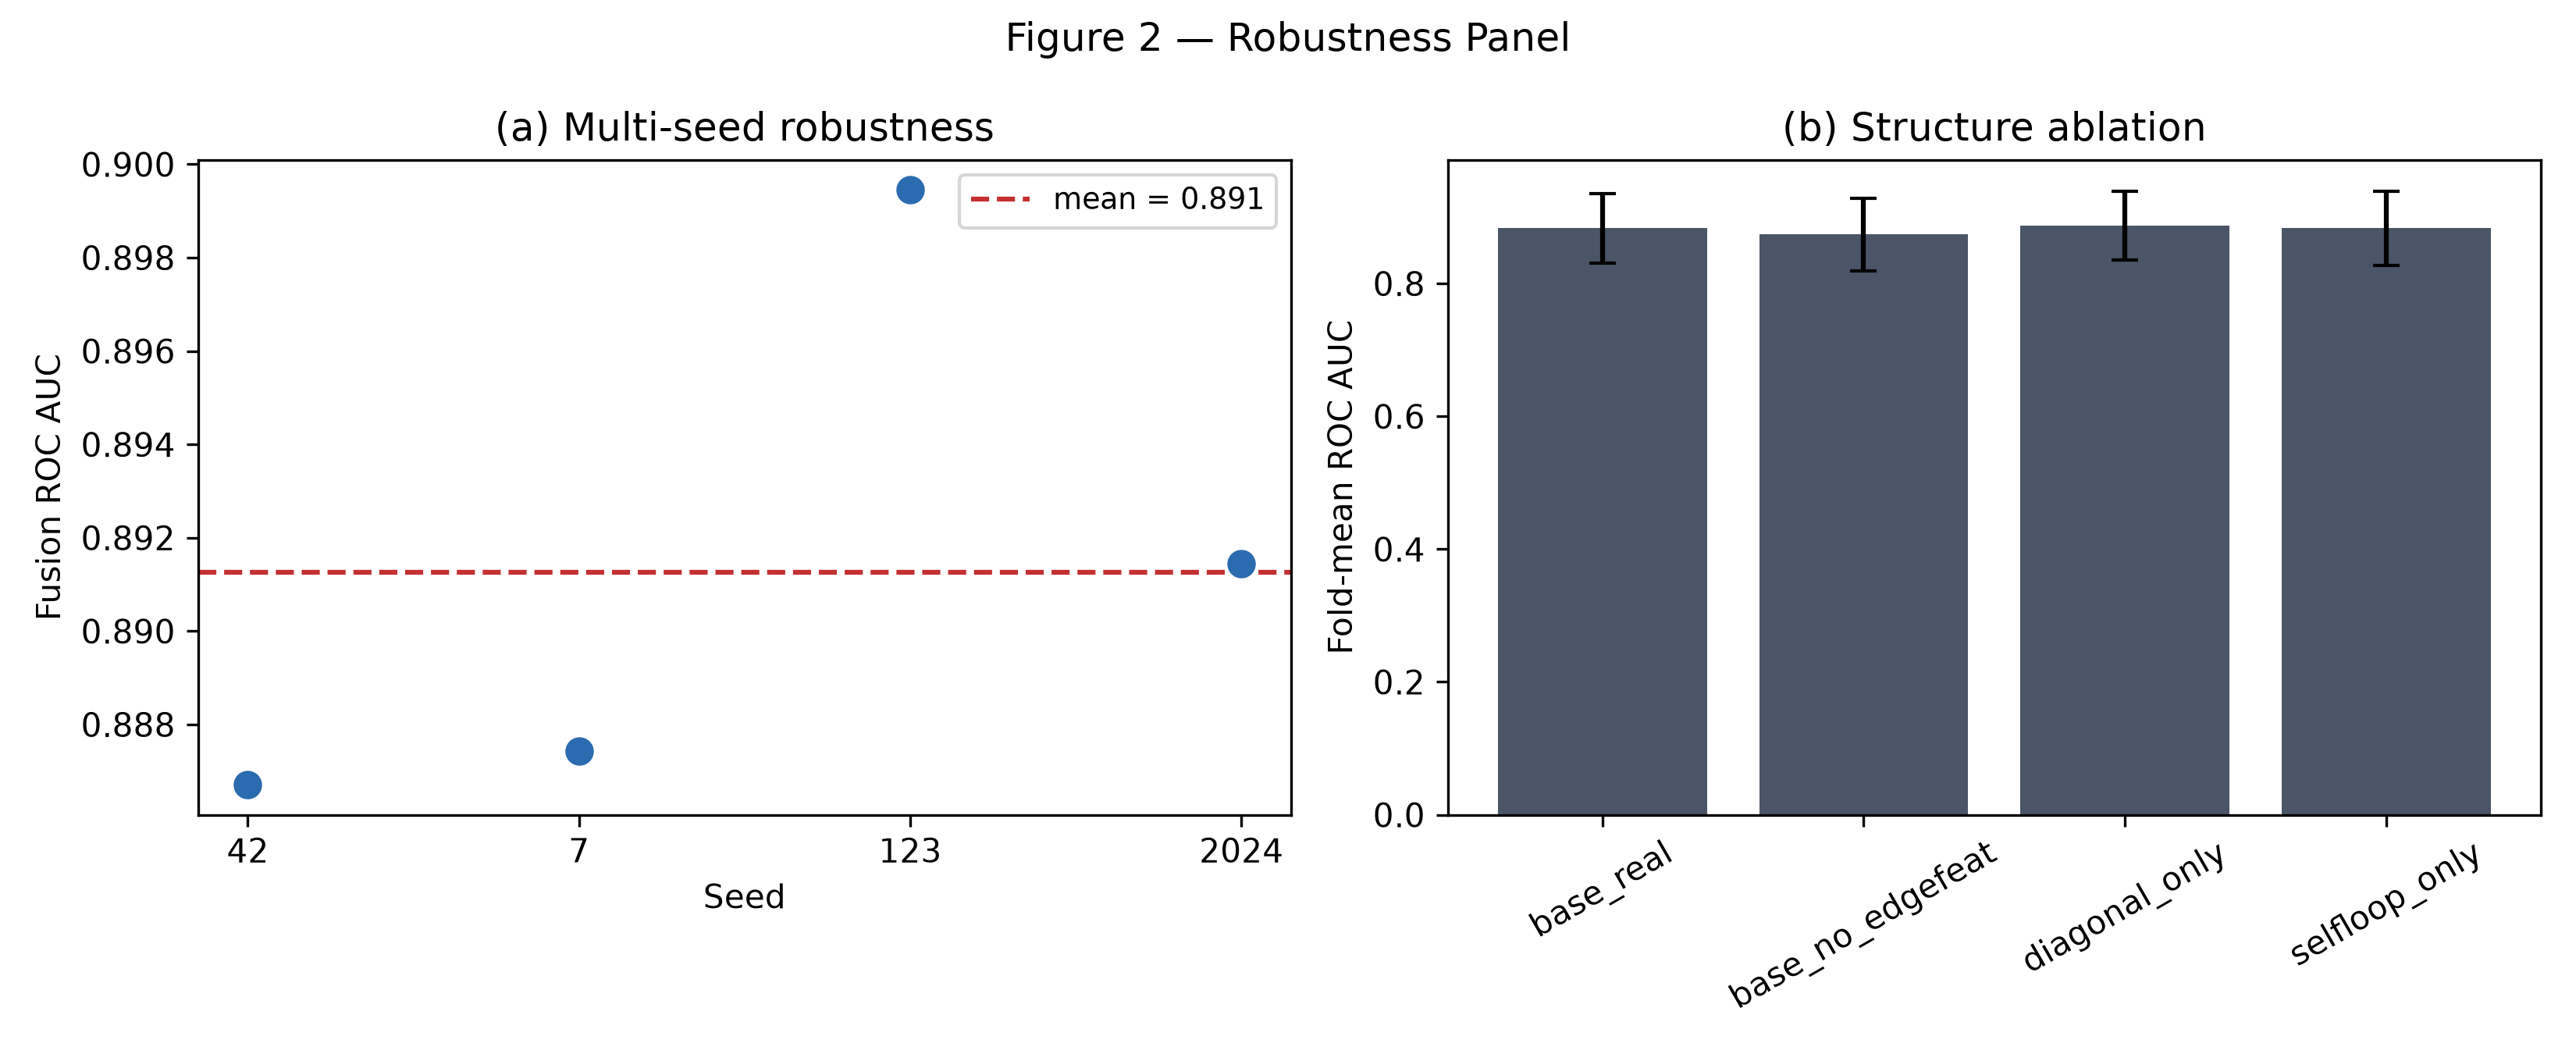 Figure 2 — Robustness Panel
(a) Multi-seed robustness
0.900
0.898
0.896
0.894
0.892
0.890
0.888
Fusion ROC AUC
mean = 0.891
42
7
123
2024
Seed
(b) Structure ablation
0.8
0.6
0.4
0.2
0.0
Fold-mean ROC AUC
base_real
base_no_edgefeat
diagonal_only
selfloop_only